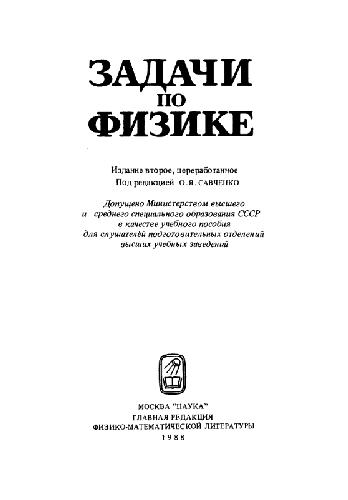 ЗАДАЧИ
ПО
ФИЗИКЕ
Издание второе, переработанное
Под редакцией О.Я. САВЧЕНКО
Допущено Министерством высшего
и среднего специального образования СССР
в качестве учебного пособия
для слушателей подготовительных отделений
высших учебных заведений
МОСКВА "НАУКА"
ГЛАВНАЯ РЕДАКЦИЯ
ФИЗИКО-МАТЕМАТИЧЕСКОЙ ЛИТЕРАТУРЫ
1988